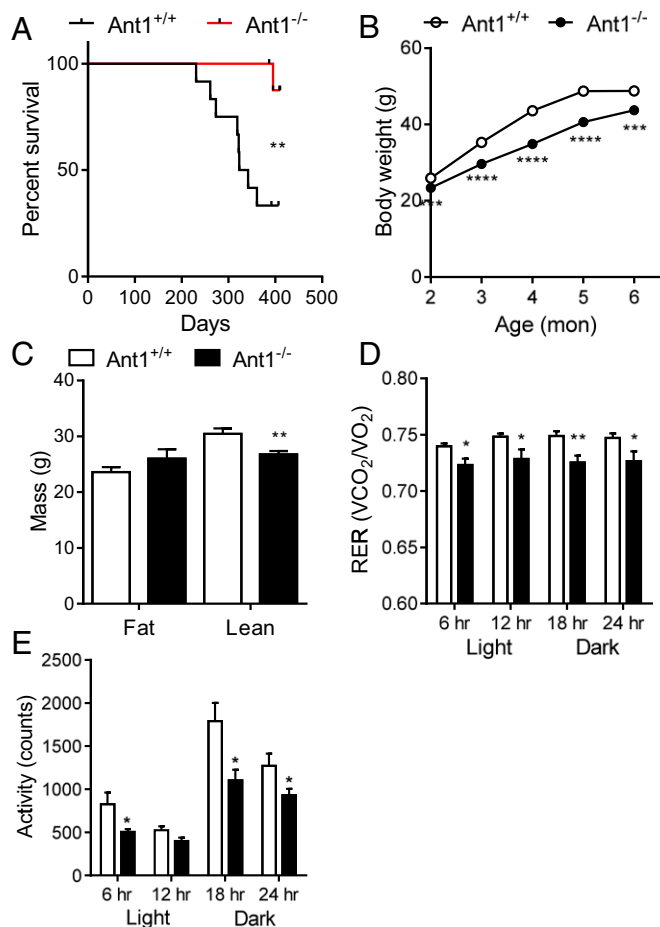 A
Ant1+/+
Ant1-/-
Percent survival
100
50
0
**
0 100 200 300 400 500
Days
B
Ant1+/+
Ant1-/-
Body weight (g)
60
40
20
0
***
****
****
****
***
2 3 4 5 6
Age (mon)
C
Ant1+/+
Ant1-/-
Mass (g)
40
30
20
10
0
**
Fat Lean
D
RER (VCO2/VO2)
0.80
0.75
0.70
0.65
0.60
* * ** *
6 hr 12 hr 18 hr 24 hr
Light Dark
E
Activity (counts)
2500
2000
1500
1000
500
0
* * *
6 hr 12 hr 18 hr 24 hr
Light Dark